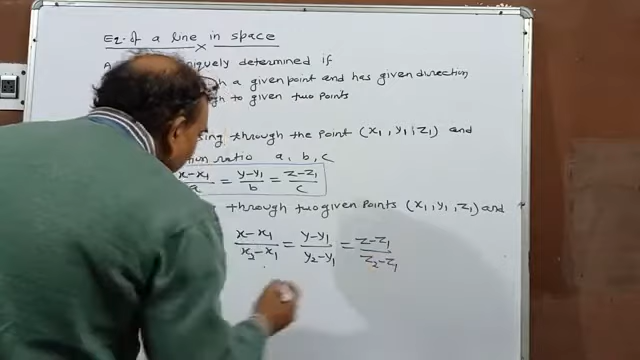 Eq. of a line in space
A uniquely determined if
a given point and has given direction
to given two points
through the point (x₁, y₁, z₁) and
ratio a, b, c
x-x₁/a = y-y₁/b = z-z₁/c
through two given points (x₁, y₁, z₁) and
x-x₁/x₂-x₁ = y-y₁/y₂-y₁ = z-z₁/z₂-z₁